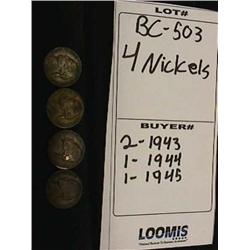 LOT#
BC-503
4 Nickels
BUYER#
2-1943
1-1944
1-1945
LOOMIS